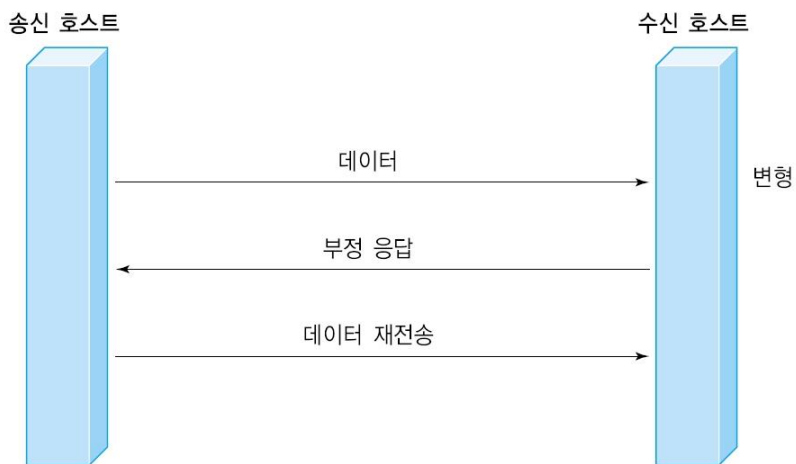 송신 호스트
수신 호스트
데이터
변형
부정 응답
데이터 재전송